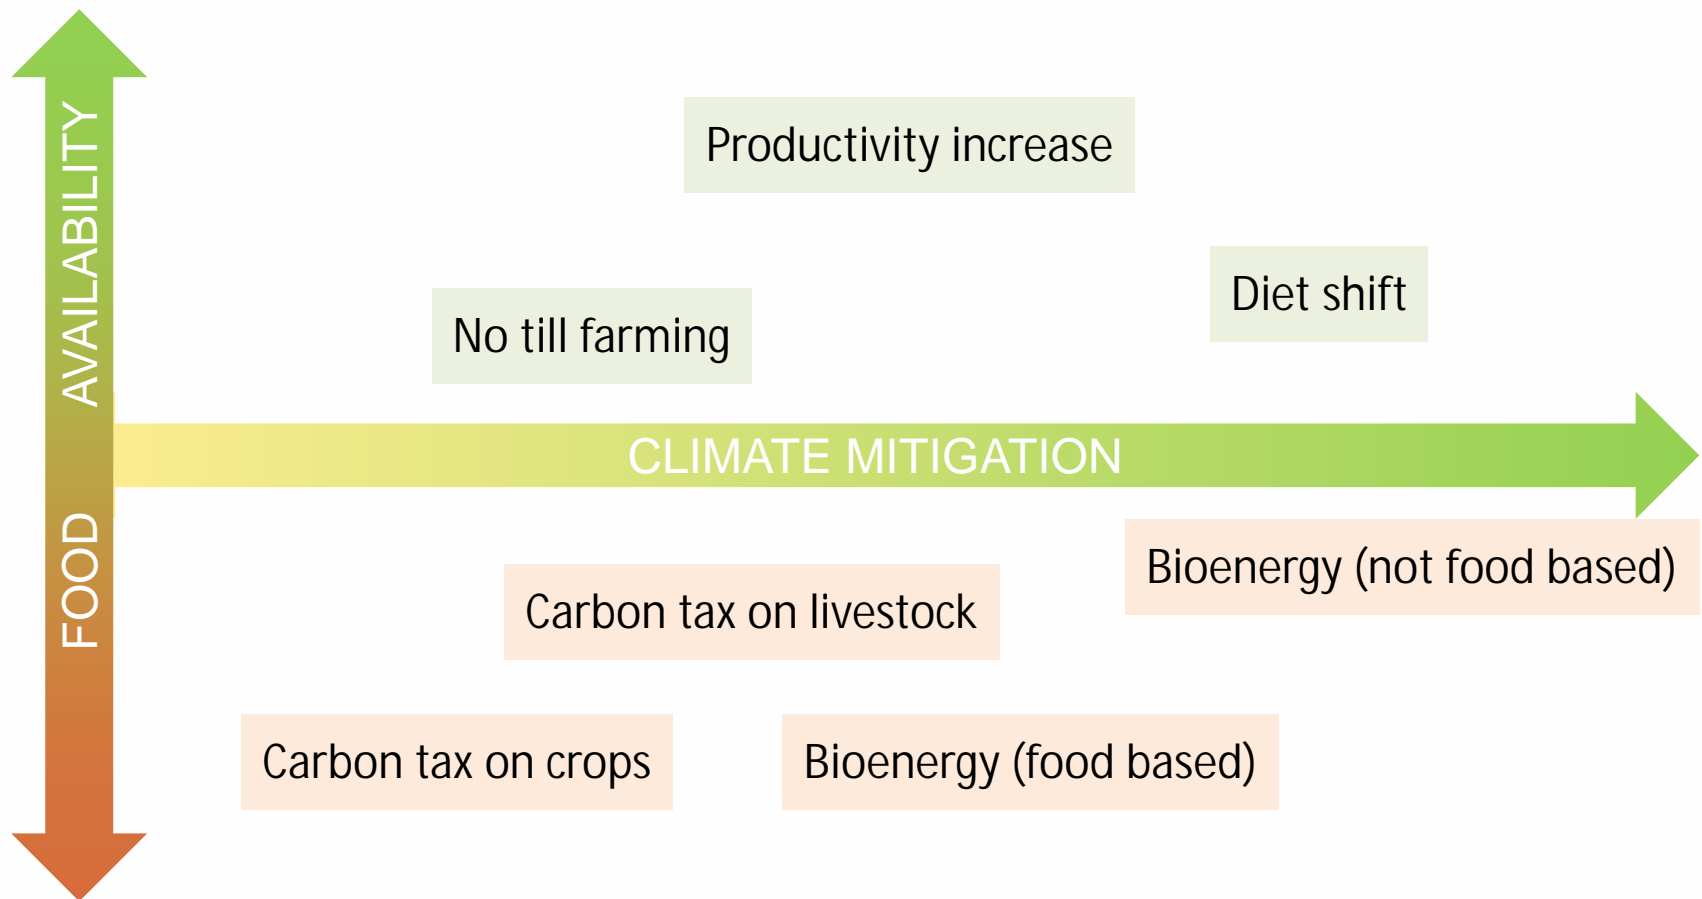 FOOD AVAILABILITY
Productivity increase
Diet shift
No till farming
CLIMATE MITIGATION
Bioenergy (not food based)
Carbon tax on livestock
Carbon tax on crops
Bioenergy (food based)